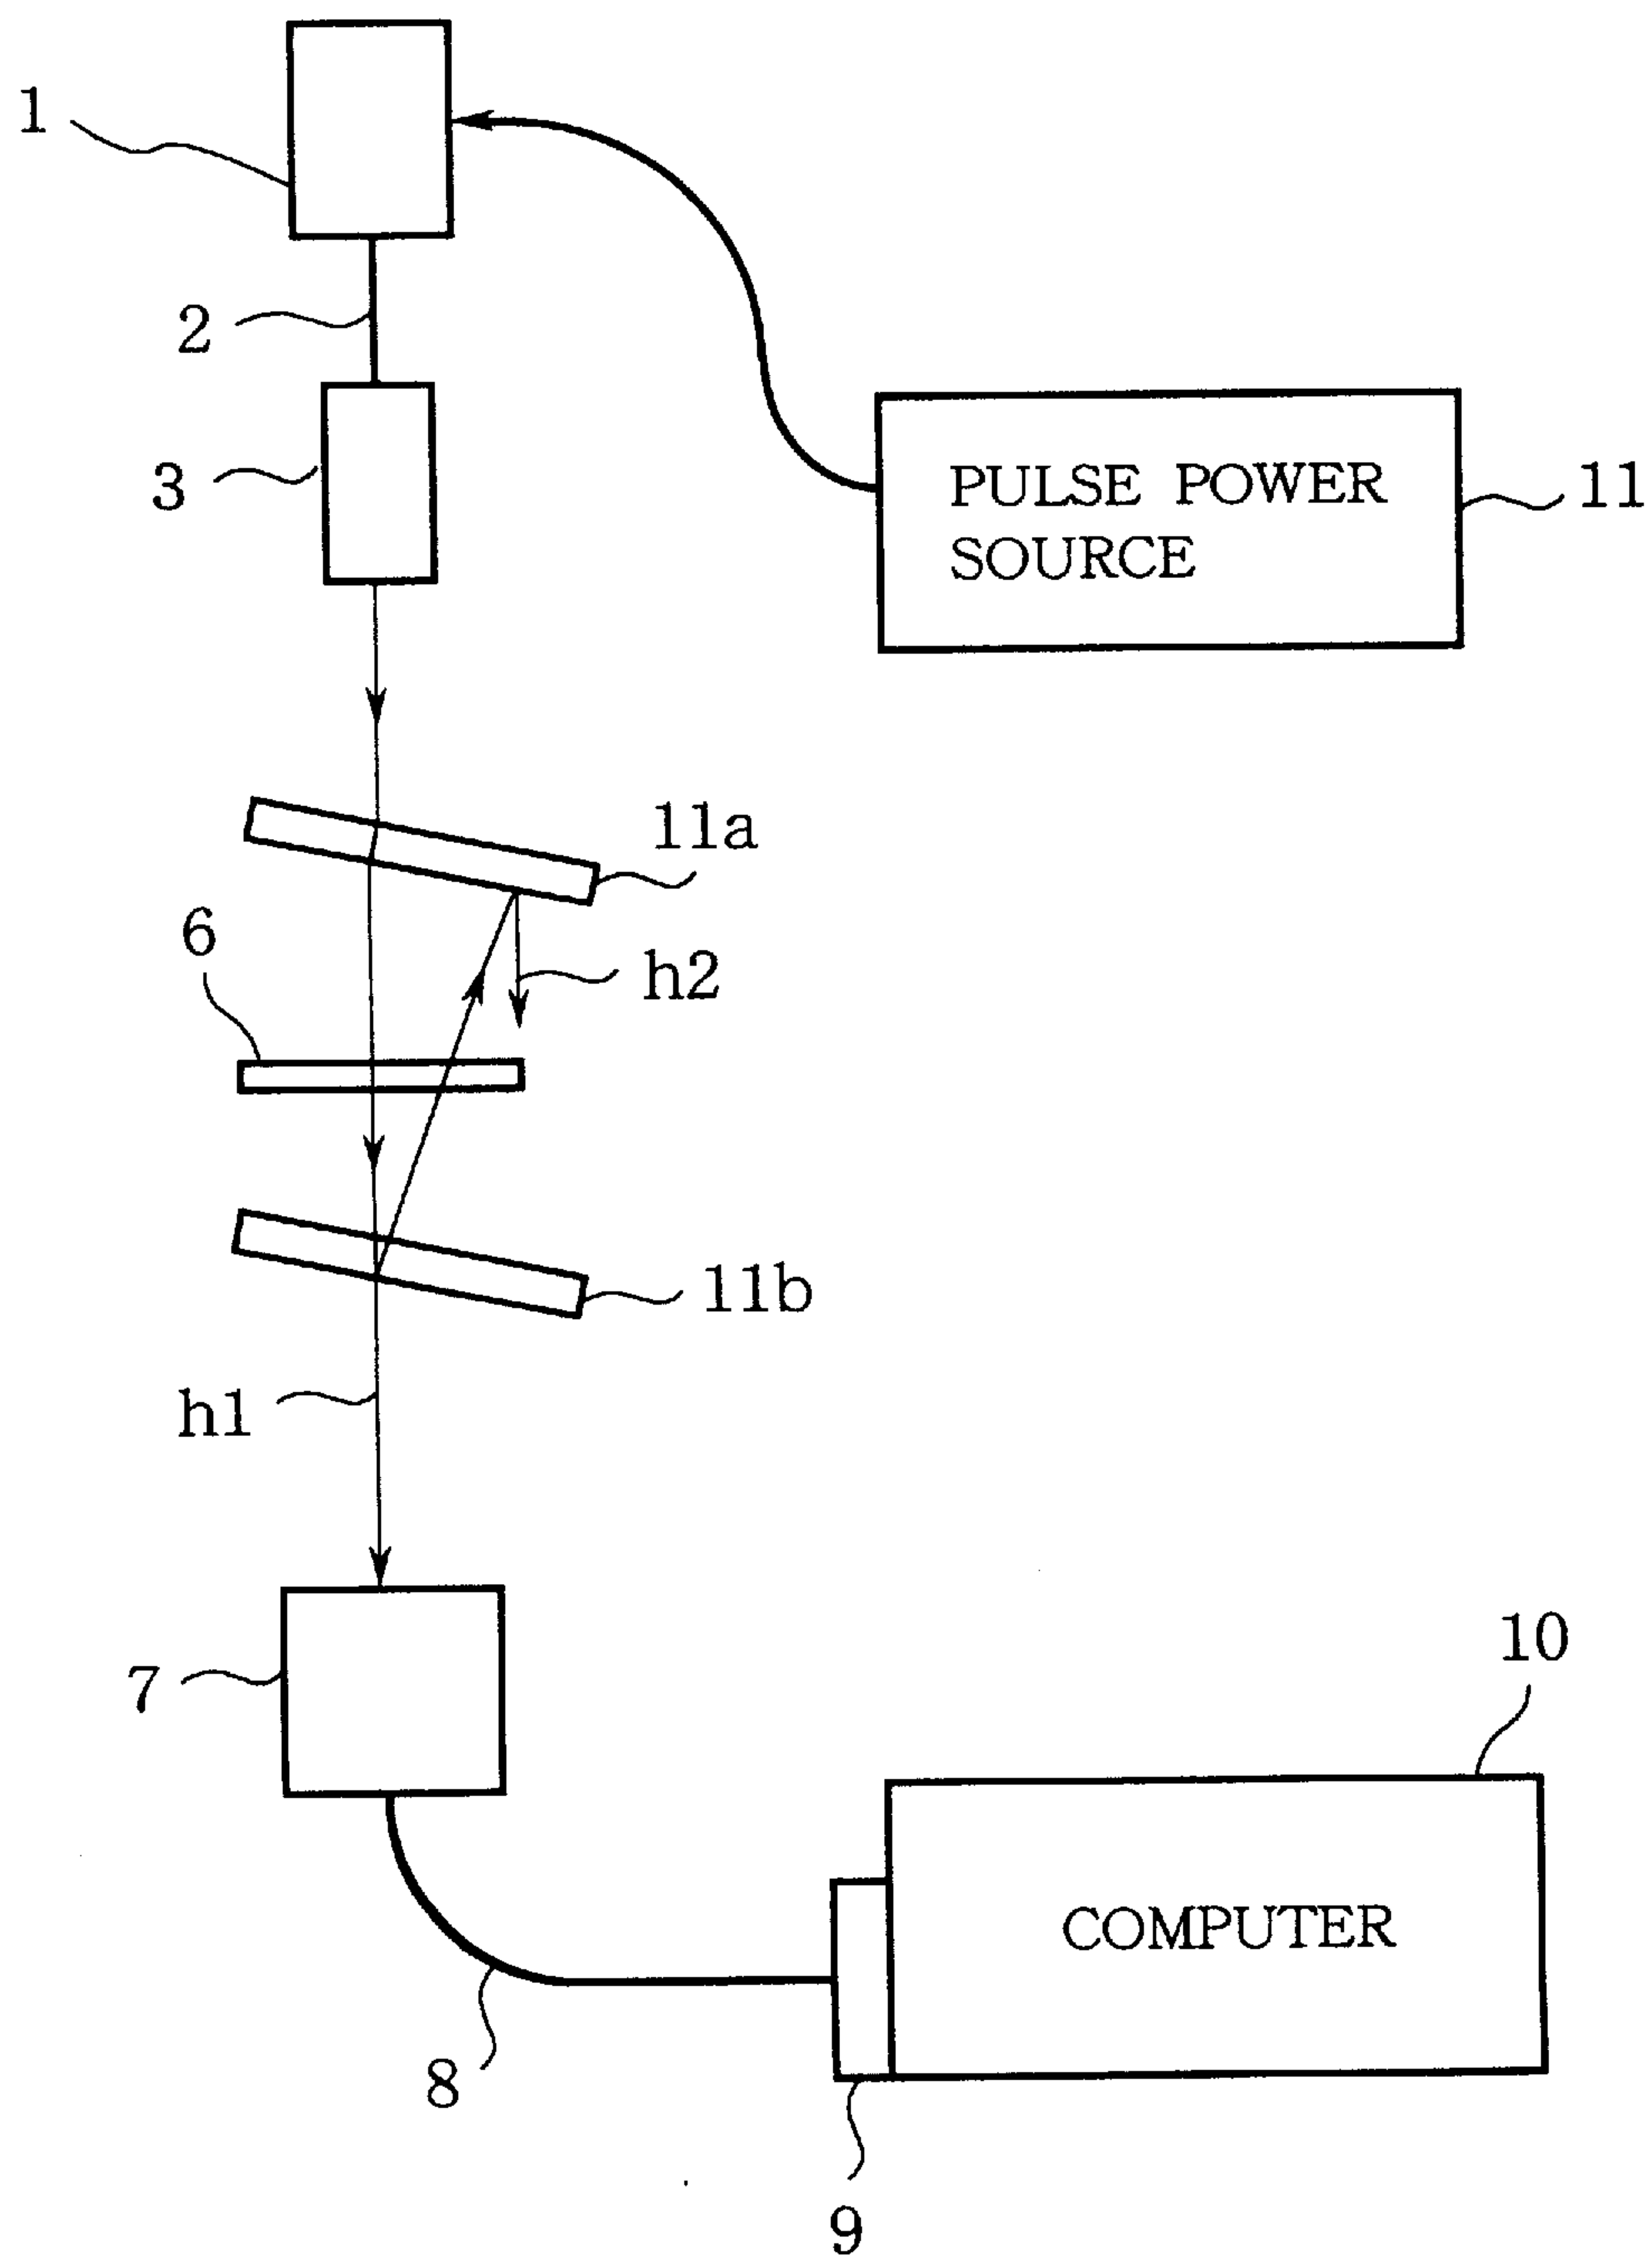 1
2
3
PULSE POWER
SOURCE
11
11a
6
h2
11b
h1
7
10
COMPUTER
8
9